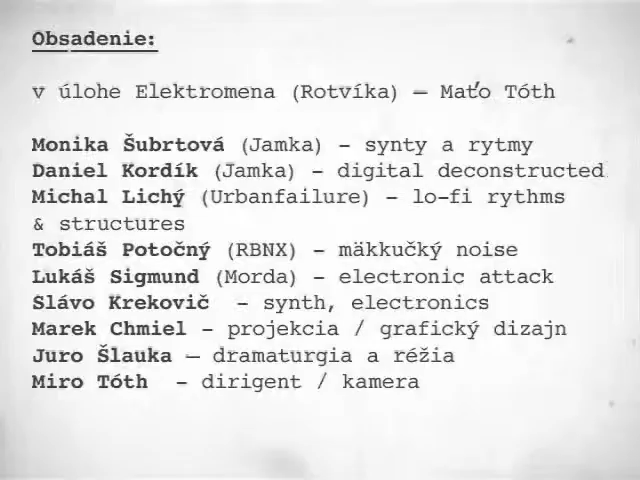 Obsadenie:
v úlohe Elektromena (Rotvíka) – Maťo Tóth
Monika Šubrtová (Jamka) – synty a rytmy
Daniel Kordík (Jamka) – digital deconstructed
Michal Lichý (Urbanfailure) – lo-fi rythms
& structures
Tobiáš Potočný (RBNX) – mäkkučký noise
Lukáš Sigmund (Morda) – electronic attack
Slávo Krekovič – synth, electronics
Marek Chmiel – projekcia / grafický dizajn
Juro Šlauka – dramaturgia a réžia
Miro Tóth – dirigent / kamera